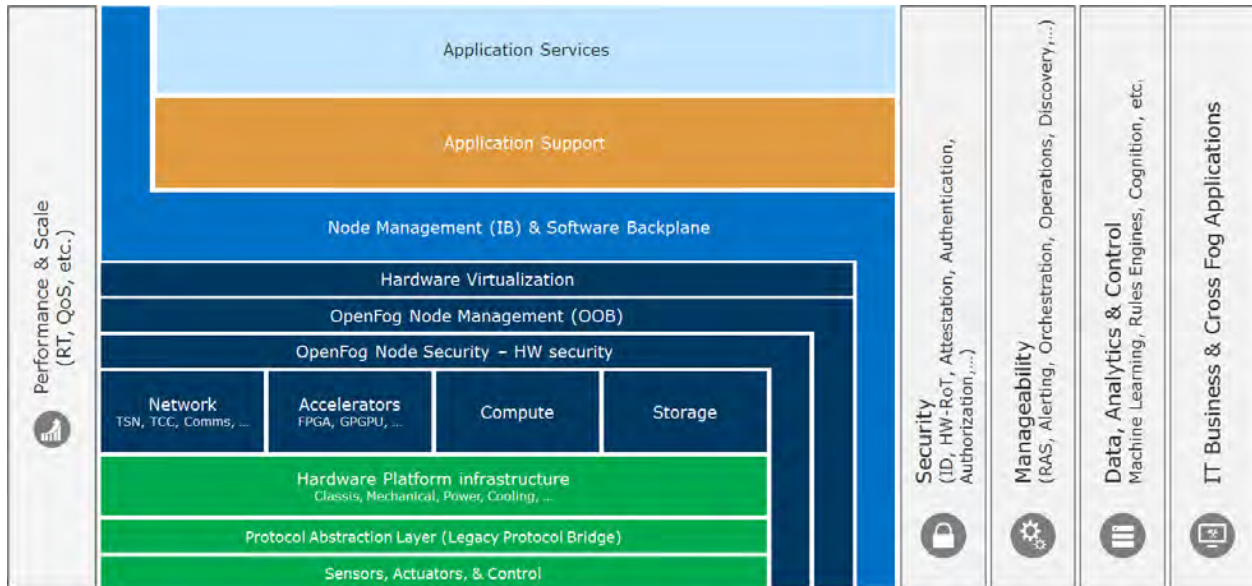 Performance & Scale
(RT, QoS, etc.)
Application Services
Application Support
Node Management (IB) & Software Backplane
Hardware Virtualization
OpenFog Node Management (OOB)
OpenFog Node Security – HW security
Network
TSN, TCC, Comms, ...
Accelerators
FPGA, GPGPU, ...
Compute
Storage
Hardware Platform infrastructure
Classis, Mechanical, Power, Cooling, ...
Protocol Abstraction Layer (Legacy Protocol Bridge)
Sensors, Actuators, & Control
Security
(ID, HW-RoT, Attestation, Authentication,
Authorization,...)
Manageability
(RAS, Alerting, Orchestration, Operations, Discovery,...)
Data, Analytics & Control
Machine Learning, Rules Engines, Cognition, etc.
IT Business & Cross Fog Applications